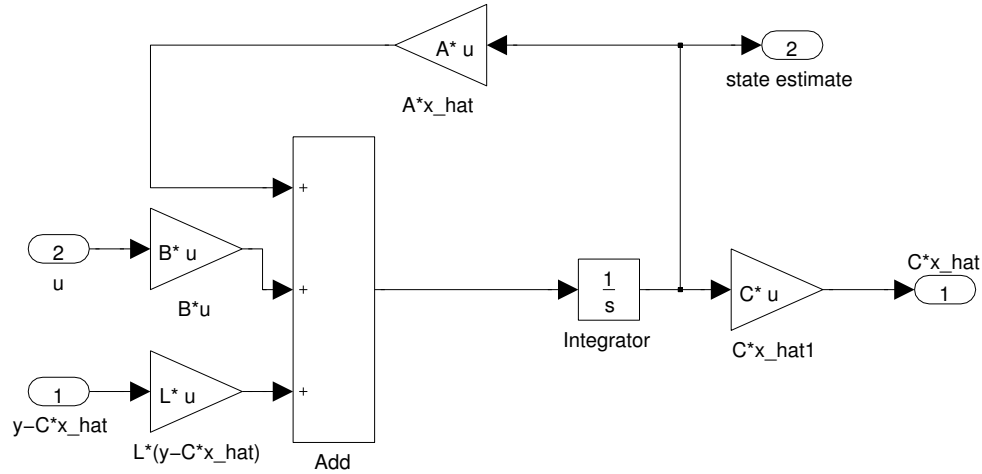 A* u
A*x_hat
2
state estimate
+
2
u
B* u
B*u
+
1
s
Integrator
C* u
C*x_hat1
C*x_hat
1
1
y−C*x_hat
L* u
L*(y−C*x_hat)
+
Add